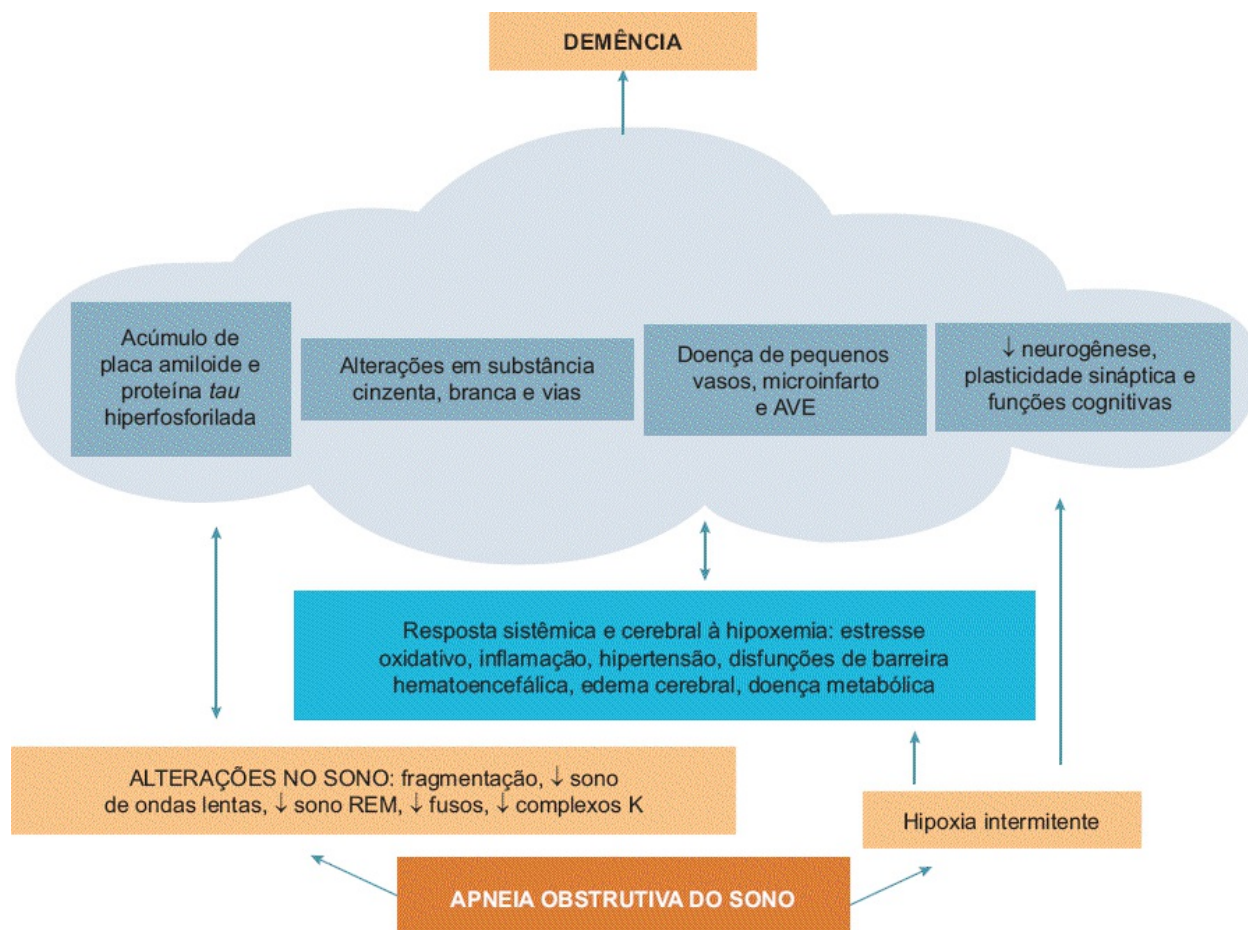 DEMÊNCIA
Acúmulo de
placa amiloide e
proteína tau
hiperfosforilada
Alterações em substância
cinzenta, branca e vias
Doença de pequenos
vasos, microinfarto
e AVE
↓ neurogênese,
plasticidade sináptica e
funções cognitivas
Resposta sistêmica e cerebral à hipoxemia: estresse
oxidativo, inflamação, hipertensão, disfunções de barreira
hematoencefálica, edema cerebral, doença metabólica
ALTERAÇÕES NO SONO: fragmentação, ↓ sono
de ondas lentas, ↓ sono REM, ↓ fusos, ↓ complexos K
Hipoxia intermitente
APNEIA OBSTRUTIVA DO SONO